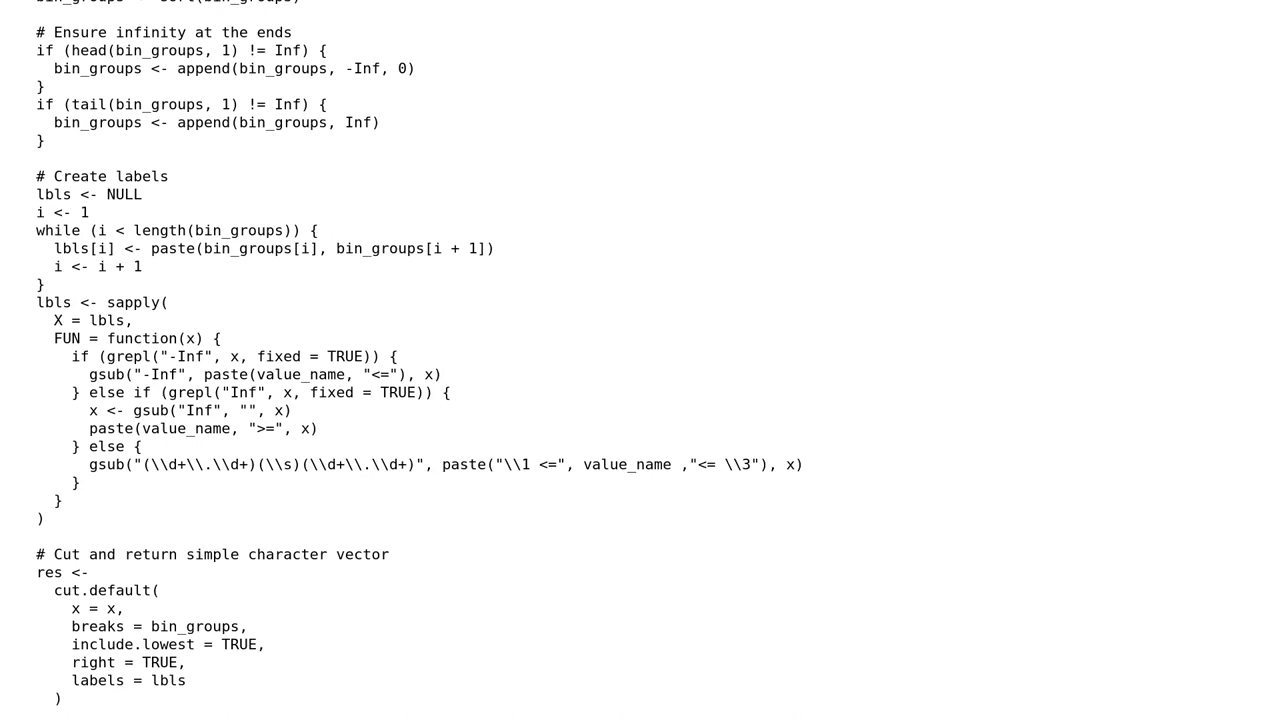 # Ensure infinity at the ends
if (head(bin_groups, 1) != Inf) {
  bin_groups <- append(bin_groups, -Inf, 0)
}
if (tail(bin_groups, 1) != Inf) {
  bin_groups <- append(bin_groups, Inf)
}

# Create labels
lbls <- NULL
i <- 1
while (i < length(bin_groups)) {
  lbls[i] <- paste(bin_groups[i], bin_groups[i + 1])
  i <- i + 1
}
lbls <- sapply(
  X = lbls,
  FUN = function(x) {
    if (grepl("-Inf", x, fixed = TRUE)) {
      gsub("-Inf", paste(value_name, "<="), x)
    } else if (grepl("Inf", x, fixed = TRUE)) {
      x <- gsub("Inf", "", x)
      paste(value_name, ">=", x)
    } else {
      gsub("(\\d+\\.\\d+)(\\s)(\\d+\\.\\d+)", paste("\\1 <=", value_name ,"<= \\3"), x)
    }
  }
)

# Cut and return simple character vector
res <-
  cut.default(
    x = x,
    breaks = bin_groups,
    include.lowest = TRUE,
    right = TRUE,
    labels = lbls
  )